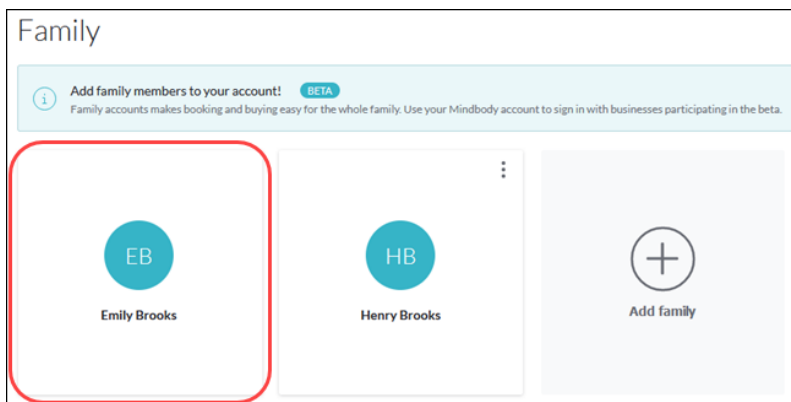 Family
Add family members to your account! BETA
Family accounts makes booking and buying easy for the whole family. Use your Mindbody account to sign in with businesses participating in the beta.
EB
Emily Brooks
HB
Henry Brooks
Add family